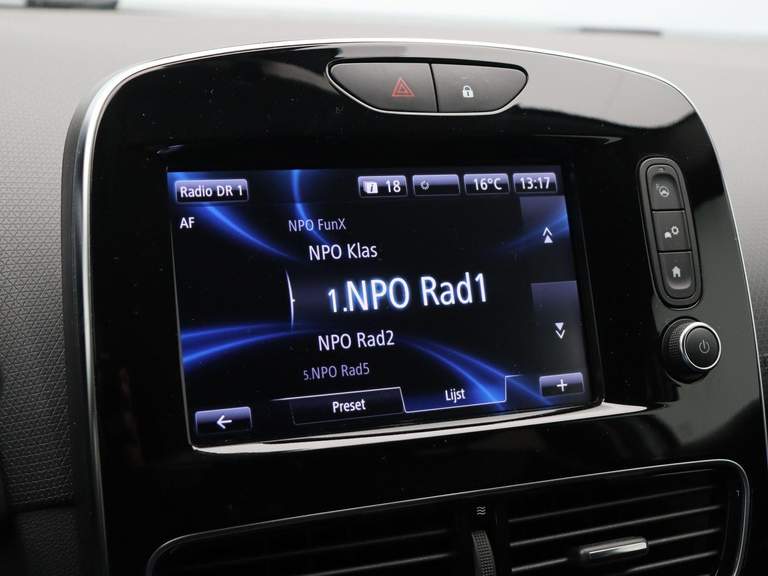 Radio DR 1
i 18
16°C
13:17
AF
NPO FunX
NPO Klas
1.NPO Rad1
NPO Rad2
5.NPO Rad5
Preset
Lijst
+